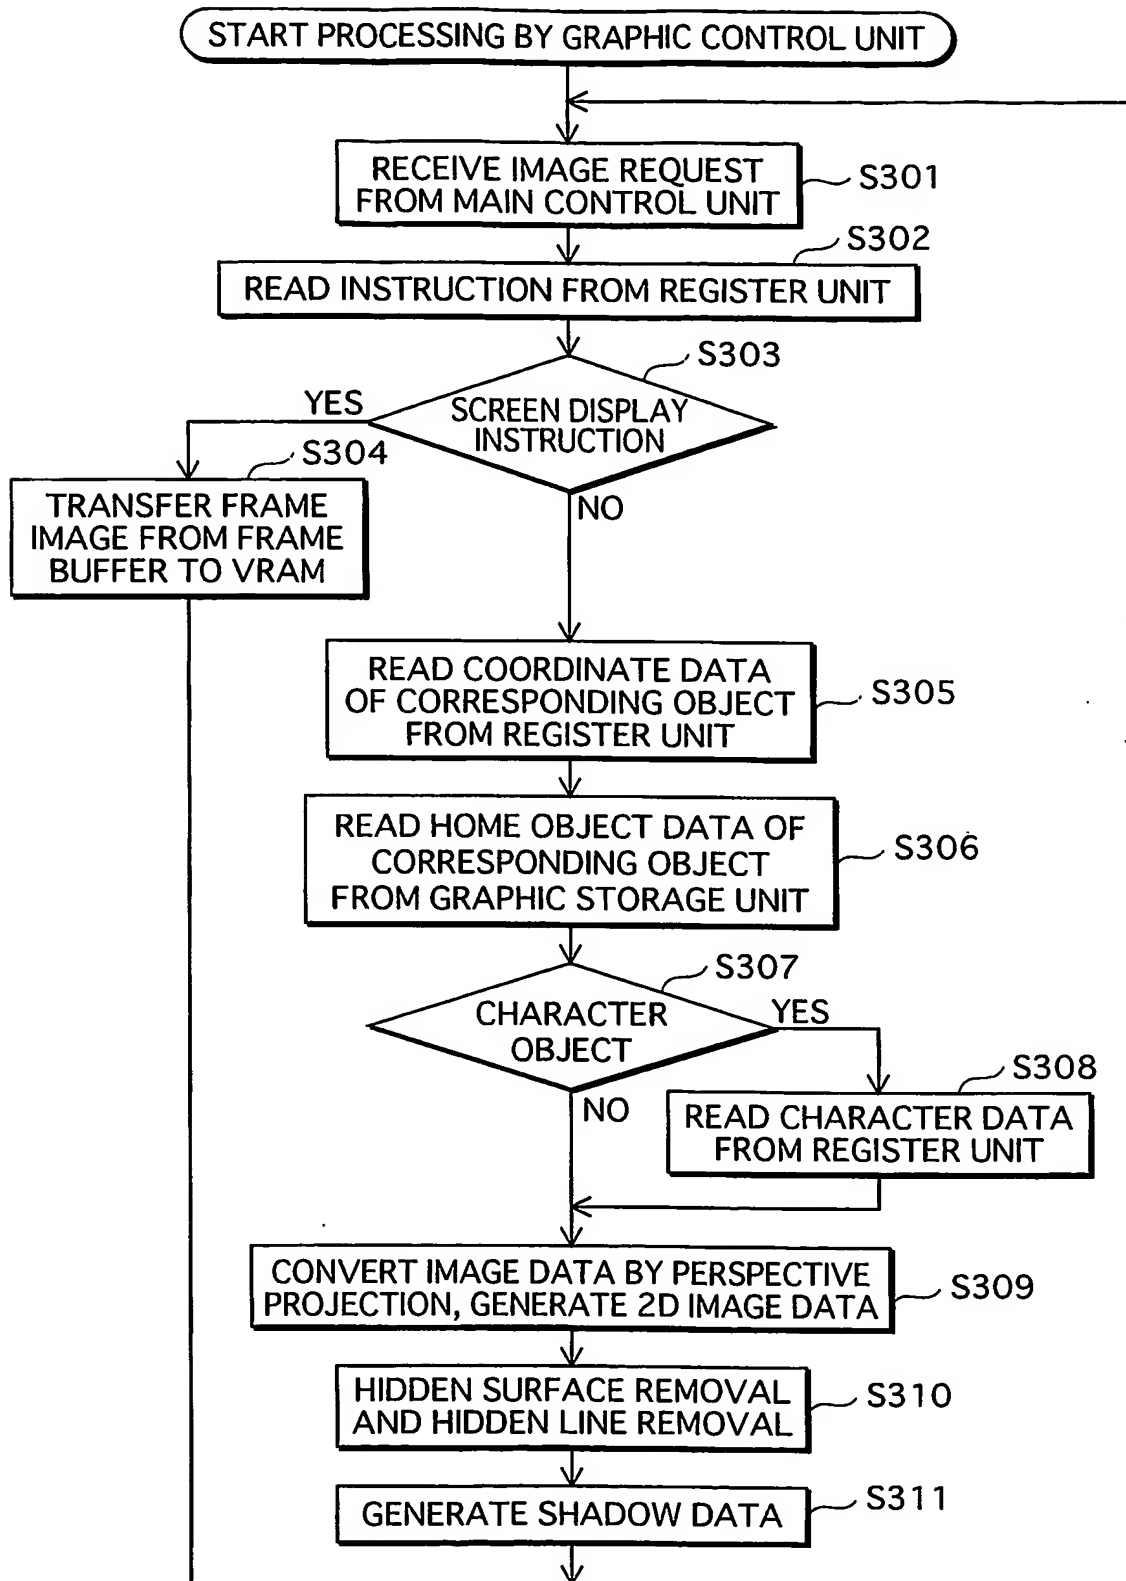 START PROCESSING BY GRAPHIC CONTROL UNIT
RECEIVE IMAGE REQUEST
FROM MAIN CONTROL UNIT
S301
S302
READ INSTRUCTION FROM REGISTER UNIT
S303
YES
SCREEN DISPLAY
INSTRUCTION
NO
S304
TRANSFER FRAME
IMAGE FROM FRAME
BUFFER TO VRAM
READ COORDINATE DATA
OF CORRESPONDING OBJECT
FROM REGISTER UNIT
S305
READ HOME OBJECT DATA OF
CORRESPONDING OBJECT
FROM GRAPHIC STORAGE UNIT
S306
S307
CHARACTER
OBJECT
YES
NO
S308
READ CHARACTER DATA
FROM REGISTER UNIT
CONVERT IMAGE DATA BY PERSPECTIVE
PROJECTION, GENERATE 2D IMAGE DATA
S309
HIDDEN SURFACE REMOVAL
AND HIDDEN LINE REMOVAL
S310
GENERATE SHADOW DATA
S311